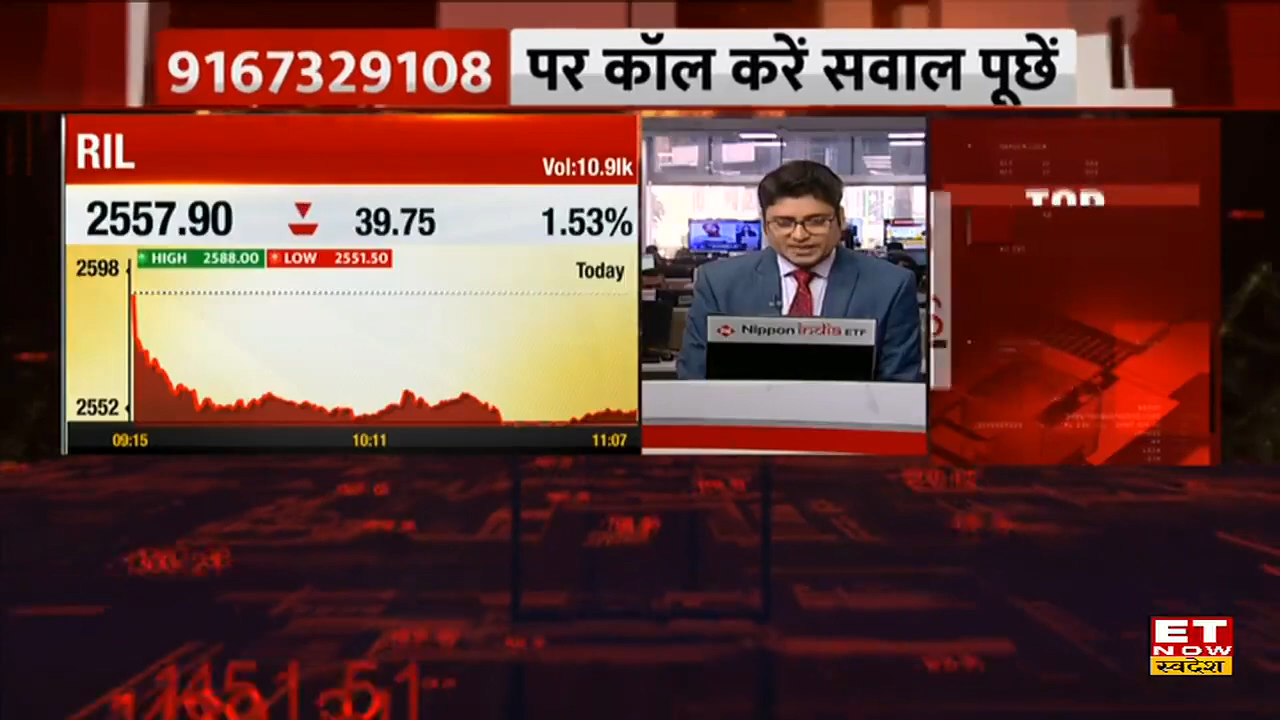 9167329108 पर कॉल करें सवाल पूछें
RIL
Vol:10.9lk
2557.90 39.75 1.53%
HIGH 2588.00 LOW 2551.50
Today
2598
2552
09:15 10:11 11:07
Nippon india ETF
ET
NOW
स्वदेश